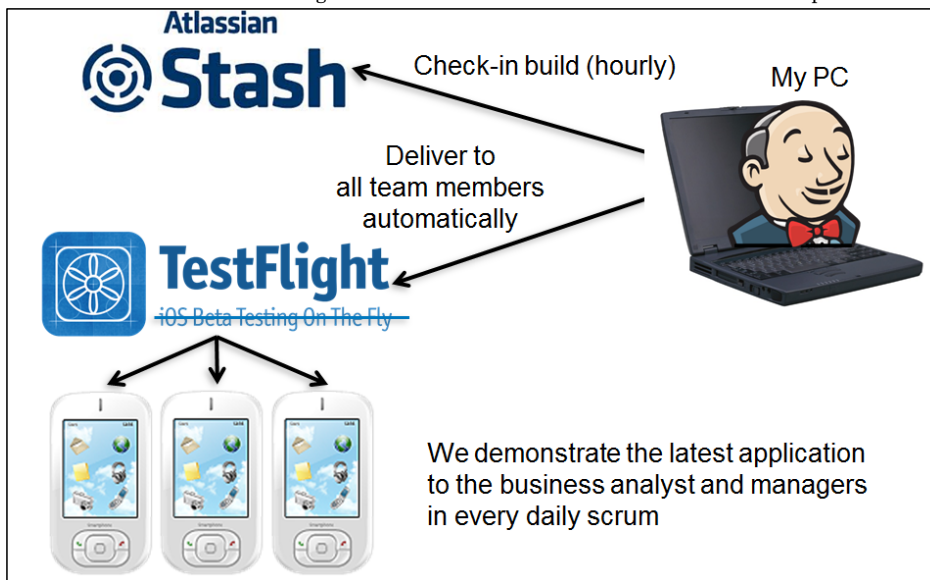 Atlassian
Stash
Check-in build (hourly)
My PC
Deliver to
all team members
automatically
TestFlight
iOS Beta Testing On The Fly
We demonstrate the latest application
to the business analyst and managers
in every daily scrum